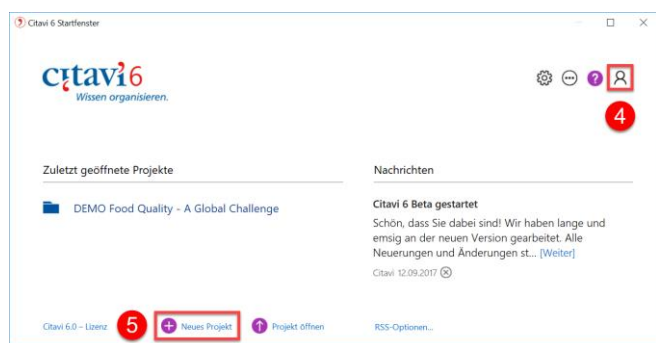 Citavi 6 Startfenster
Citavi 6
Wissen organisieren.
4
Zuletzt geöffnete Projekte
DEMO Food Quality - A Global Challenge
Nachrichten
Citavi 6 Beta gestartet
Schön, dass Sie dabei sind! Wir haben lange und
emsig an der neuen Version gearbeitet. Alle
Neuerungen und Änderungen st... [Weiter]
Citavi 12.09.2017
Citavi 6.0 – Lizenz 5 Neues Projekt Projekt öffnen RSS-Optionen...